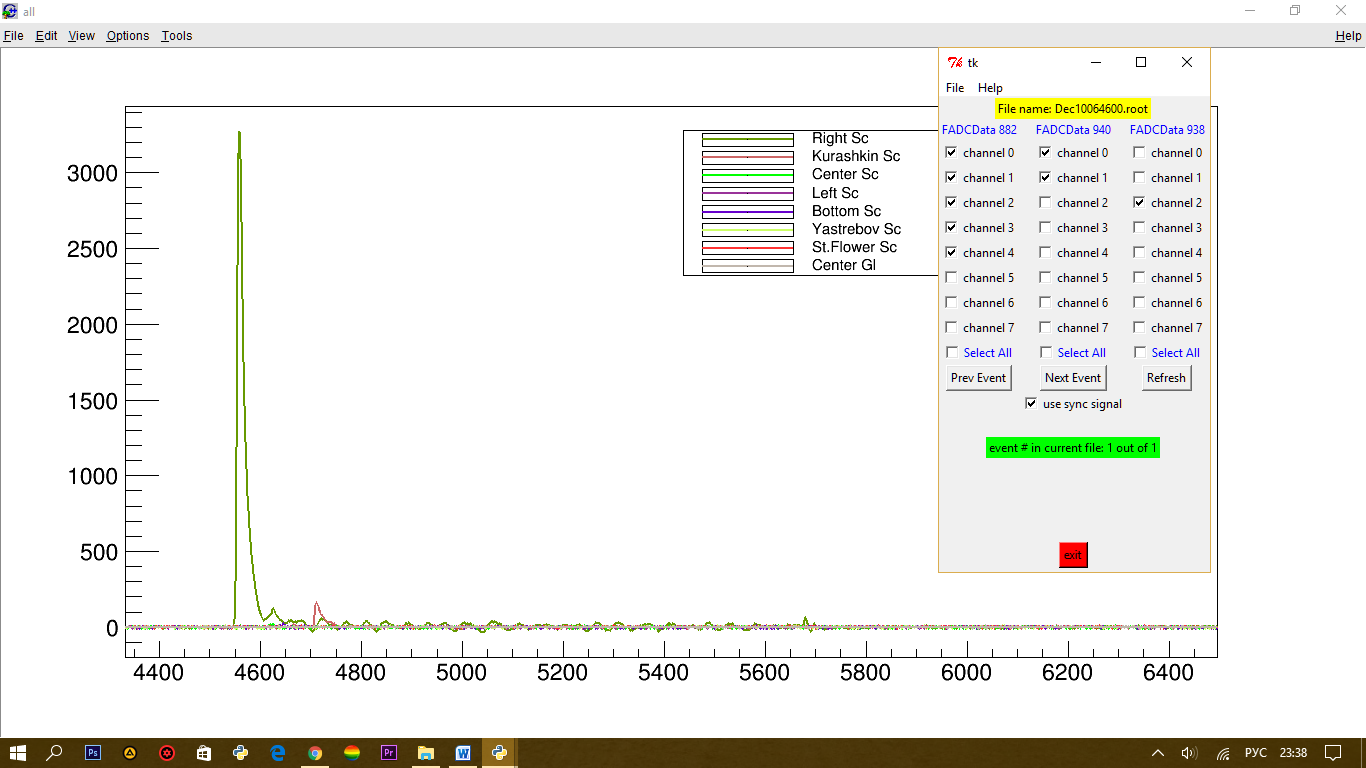 all
File Edit View Options Tools Help
tk
File Help
File name: Dec10064600.root
FADCData 882 FADCData 940 FADCData 938
channel 0 channel 0 channel 0
channel 1 channel 1 channel 1
channel 2 channel 2 channel 2
channel 3 channel 3 channel 3
channel 4 channel 4 channel 4
channel 5 channel 5 channel 5
channel 6 channel 6 channel 6
channel 7 channel 7 channel 7
Select All Select All Select All
Prev Event Next Event Refresh
use sync signal
event # in current file: 1 out of 1
exit
Right Sc
Kurashkin Sc
Center Sc
Left Sc
Bottom Sc
Yastrebov Sc
St.Flower Sc
Center Gl
3000
2500
2000
1500
1000
500
0
4400 4600 4800 5000 5200 5400 5600 5800 6000 6200 6400
Ps Pr W РУС 23:38